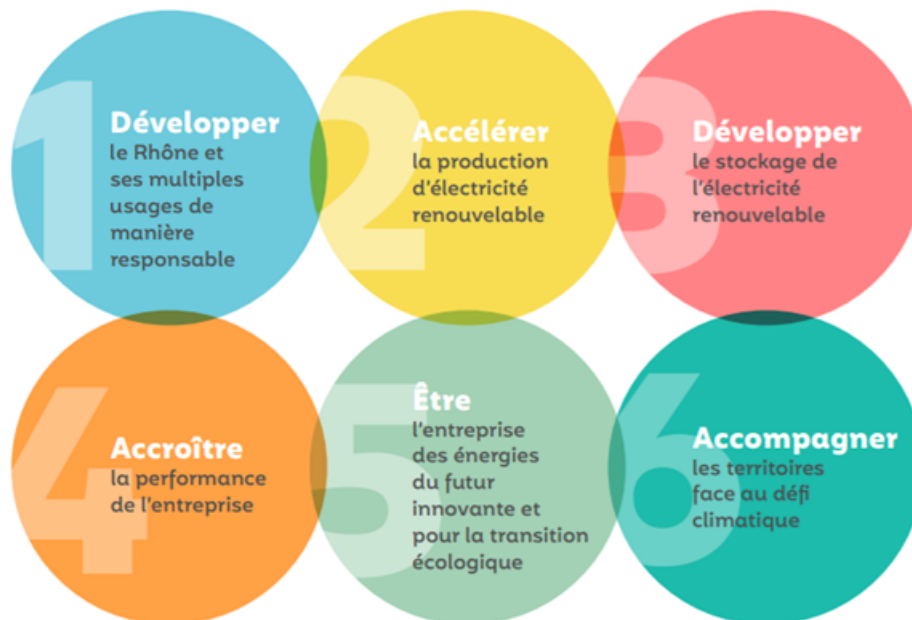 1
Développer
le Rhône et
ses multiples
usages de
manière
responsable
2
Accélérer
la production
d'électricité
renouvelable
3
Développer
le stockage de
l'électricité
renouvelable
4
Accroître
la performance
de l'entreprise
5
Être
l'entreprise
des énergies
du futur
innovante et
pour la transition
écologique
6
Accompagner
les territoires
face au défi
climatique